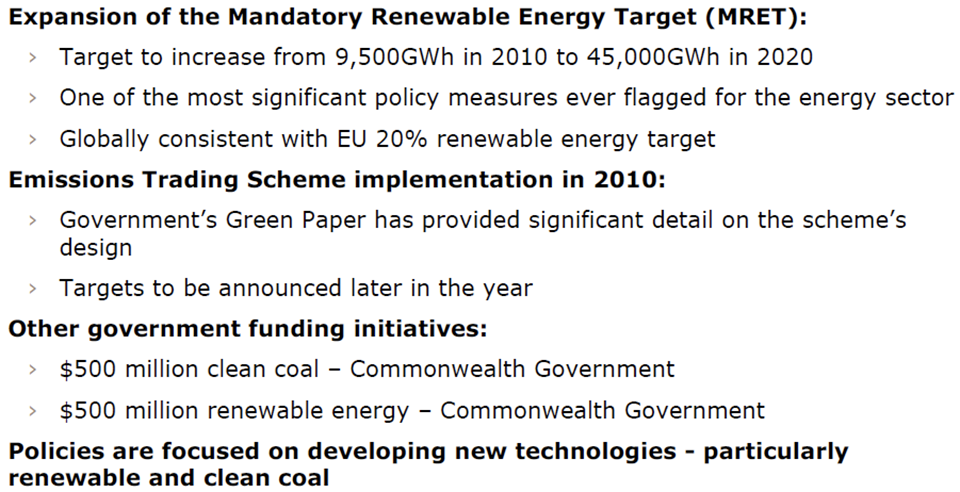 Expansion of the Mandatory Renewable Energy Target (MRET):
› Target to increase from 9,500GWh in 2010 to 45,000GWh in 2020
› One of the most significant policy measures ever flagged for the energy sector
› Globally consistent with EU 20% renewable energy target
Emissions Trading Scheme implementation in 2010:
› Government’s Green Paper has provided significant detail on the scheme’s
design
› Targets to be announced later in the year
Other government funding initiatives:
› $500 million clean coal – Commonwealth Government
› $500 million renewable energy – Commonwealth Government
Policies are focused on developing new technologies - particularly
renewable and clean coal